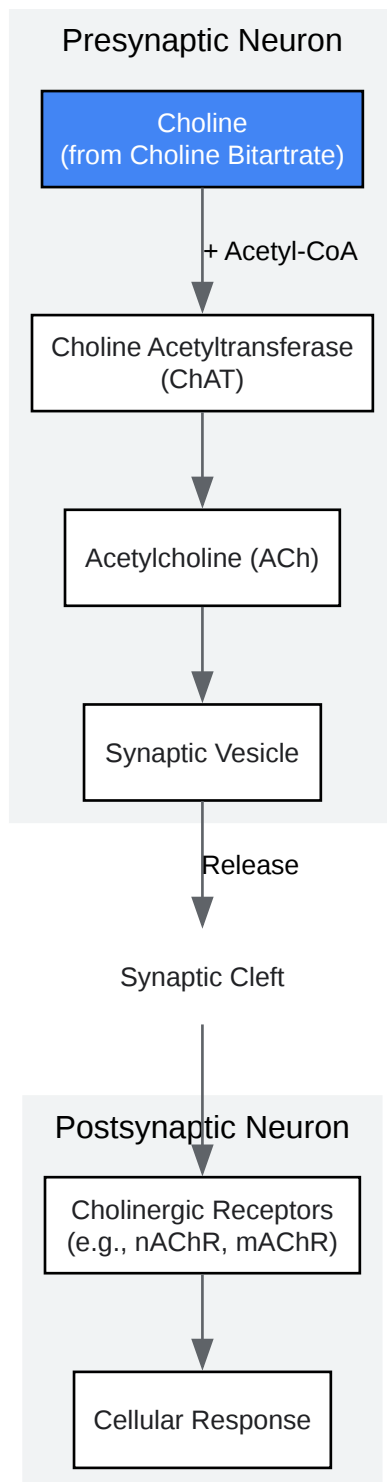 Presynaptic Neuron
Choline
(from Choline Bitartrate)
+ Acetyl-CoA
Choline Acetyltransferase
(ChAT)
Acetylcholine (ACh)
Synaptic Vesicle
Release
Synaptic Cleft
Postsynaptic Neuron
Cholinergic Receptors
(e.g., nAChR, mAChR)
Cellular Response